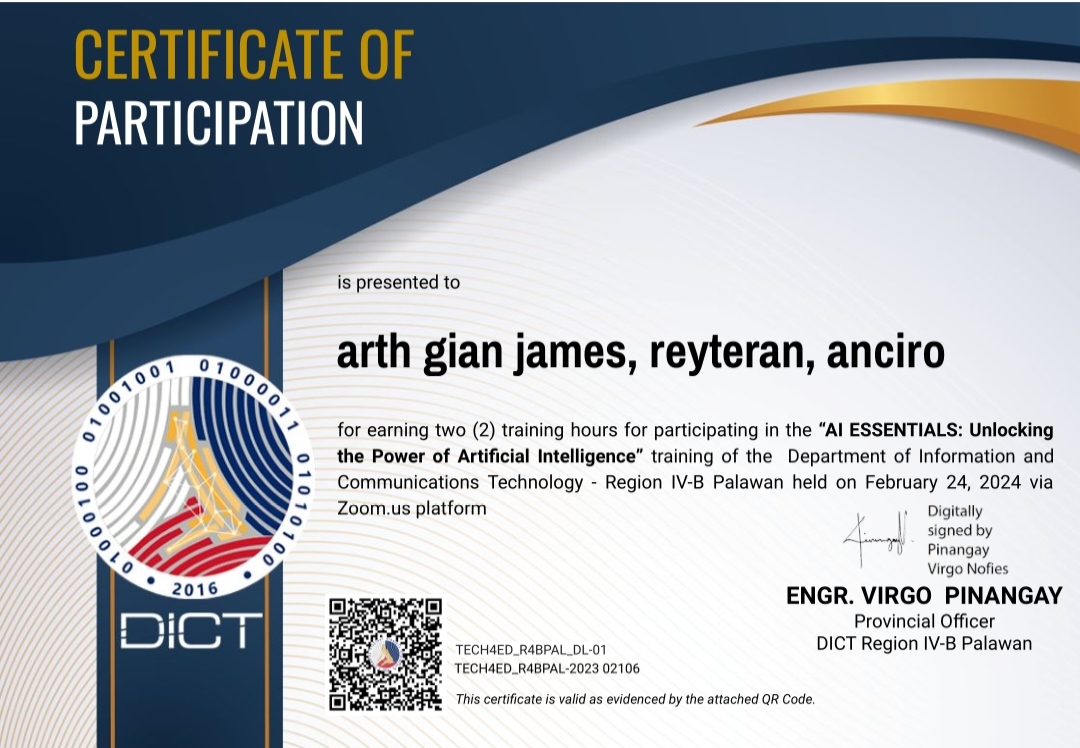 CERTIFICATE OF
PARTICIPATION
is presented to
arth gian james, reyteran, anciro
for earning two (2) training hours for participating in the “AI ESSENTIALS: Unlocking
the Power of Artificial Intelligence” training of the Department of Information and
Communications Technology - Region IV-B Palawan held on February 24, 2024 via
Zoom.us platform
Digitally
signed by
Pinangay
Virgo Nofies
ENGR. VIRGO PINANGAY
Provincial Officer
DICT Region IV-B Palawan
01000100 01001001 01000011 01010100
2016
DICT
TECH4ED_R4BPAL_DL-01
TECH4ED_R4BPAL-2023 02106
This certificate is valid as evidenced by the attached QR Code.